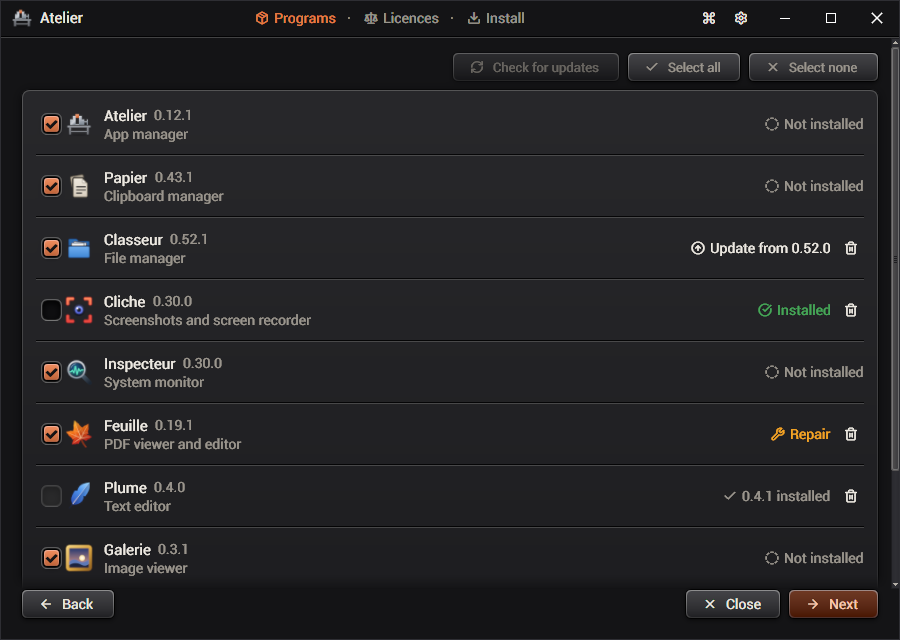 Atelier
Programs · Licences · Install
Check for updates
Select all
Select none
Atelier 0.12.1
App manager
Not installed
Papier 0.43.1
Clipboard manager
Not installed
Classeur 0.52.1
File manager
Update from 0.52.0
Cliche 0.30.0
Screenshots and screen recorder
Installed
Inspecteur 0.30.0
System monitor
Not installed
Feuille 0.19.1
PDF viewer and editor
Repair
Plume 0.4.0
Text editor
0.4.1 installed
Galerie 0.3.1
Image viewer
Not installed
Back
Close
Next